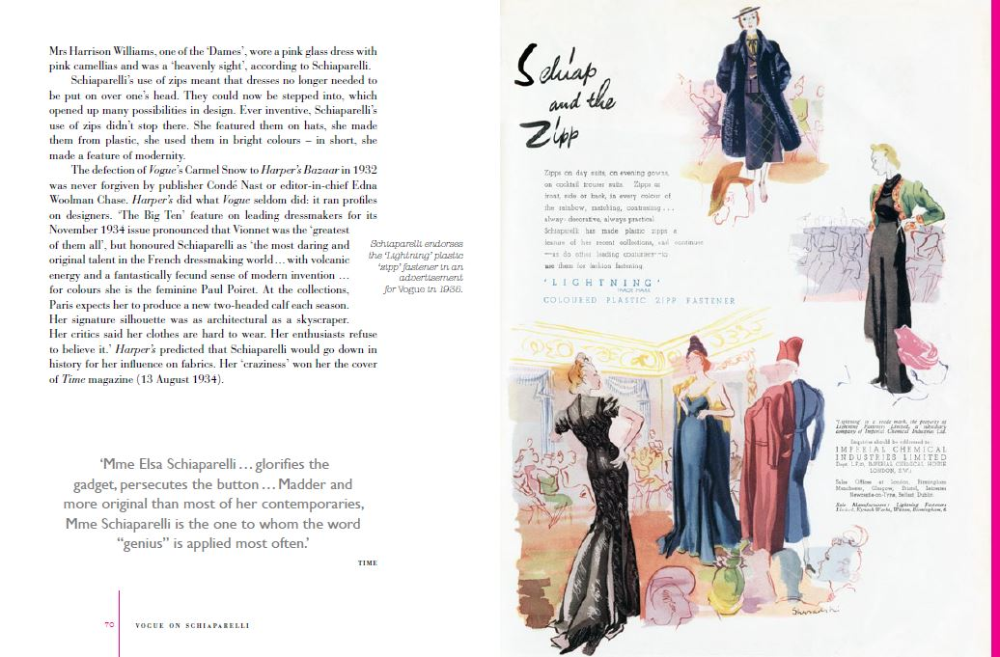 Mrs Harrison Williams, one of the ‘Dames’, wore a pink glass dress with
pink camellias and was a ‘heavenly sight’, according to Schiaparelli.
Schiaparelli’s use of zips meant that dresses no longer needed to
be put on over one’s head. They could now be stepped into, which
opened up many possibilities in design. Ever inventive, Schiaparelli’s
use of zips didn’t stop there. She featured them on hats, she made
them from plastic, she used them in bright colours – in short, she
made a feature of modernity.
The defection of Vogue’s Carmel Snow to Harper’s Bazaar in 1932
was never forgiven by publisher Condé Nast or editor-in-chief Edna
Woolman Chase. Harper’s did what Vogue seldom did: it ran profiles
on designers. ‘The Big Ten’ feature on leading dressmakers for its
November 1934 issue pronounced that Vionnet was the ‘greatest
of them all’, but honoured Schiaparelli as ‘the most daring and
original talent in the French dressmaking world … with volcanic
energy and a fantastically fecund sense of modern invention …
for colours she is the feminine Paul Poiret. At the collections,
Paris expects her to produce a new two-headed calf each season.
Her signature silhouette was as architectural as a skyscraper.
Her critics said her clothes are hard to wear. Her enthusiasts refuse
to believe it.’ Harper’s predicted that Schiaparelli would go down in
history for her influence on fabrics. Her ‘craziness’ won her the cover
of Time magazine (13 August 1934).
Schiaparelli endorses
the ‘Lightning’ plastic
‘zipp’ fastener in an
advertisement
for Vogue in 1936.
‘Mme Elsa Schiaparelli … glorifies the
gadget, persecutes the button … Madder and
more original than most of her contemporaries,
Mme Schiaparelli is the one to whom the word
“genius” is applied most often.’
TIME
70
VOGUE ON SCHIAPARELLI
Schiap
and the
Zipp
Zipps on day suits, on evening gowns,
on cocktail trouser suits. Zipps at
front, side or back, in every colour of
the rainbow, matching, contrasting . . .
always decorative, always practical
Schiaparelli has made plastic zipps a
feature of her recent collections, and continues
—as do other leading couturiers—to
use them for fashion fastening.
‘LIGHTNING’
TRADE MARK
COLOURED PLASTIC ZIPP FASTENER
‘Lightning’ is a trade mark, the property of
Lightning Fasteners Limited, a subsidiary
company of Imperial Chemical Industries Ltd.
Enquiries should be addressed to:
IMPERIAL CHEMICAL
INDUSTRIES LIMITED
IMPERIAL CHEMICAL HOUSE
LONDON, S.W.1
Sales Offices at London, Birmingham
Manchester, Glasgow, Bristol, Leicester
Newcastle-on-Tyne, Belfast Dublin
Sole Manufacturers: Lightning Fasteners
Limited, Kynoch Works, Witton, Birmingham, 6